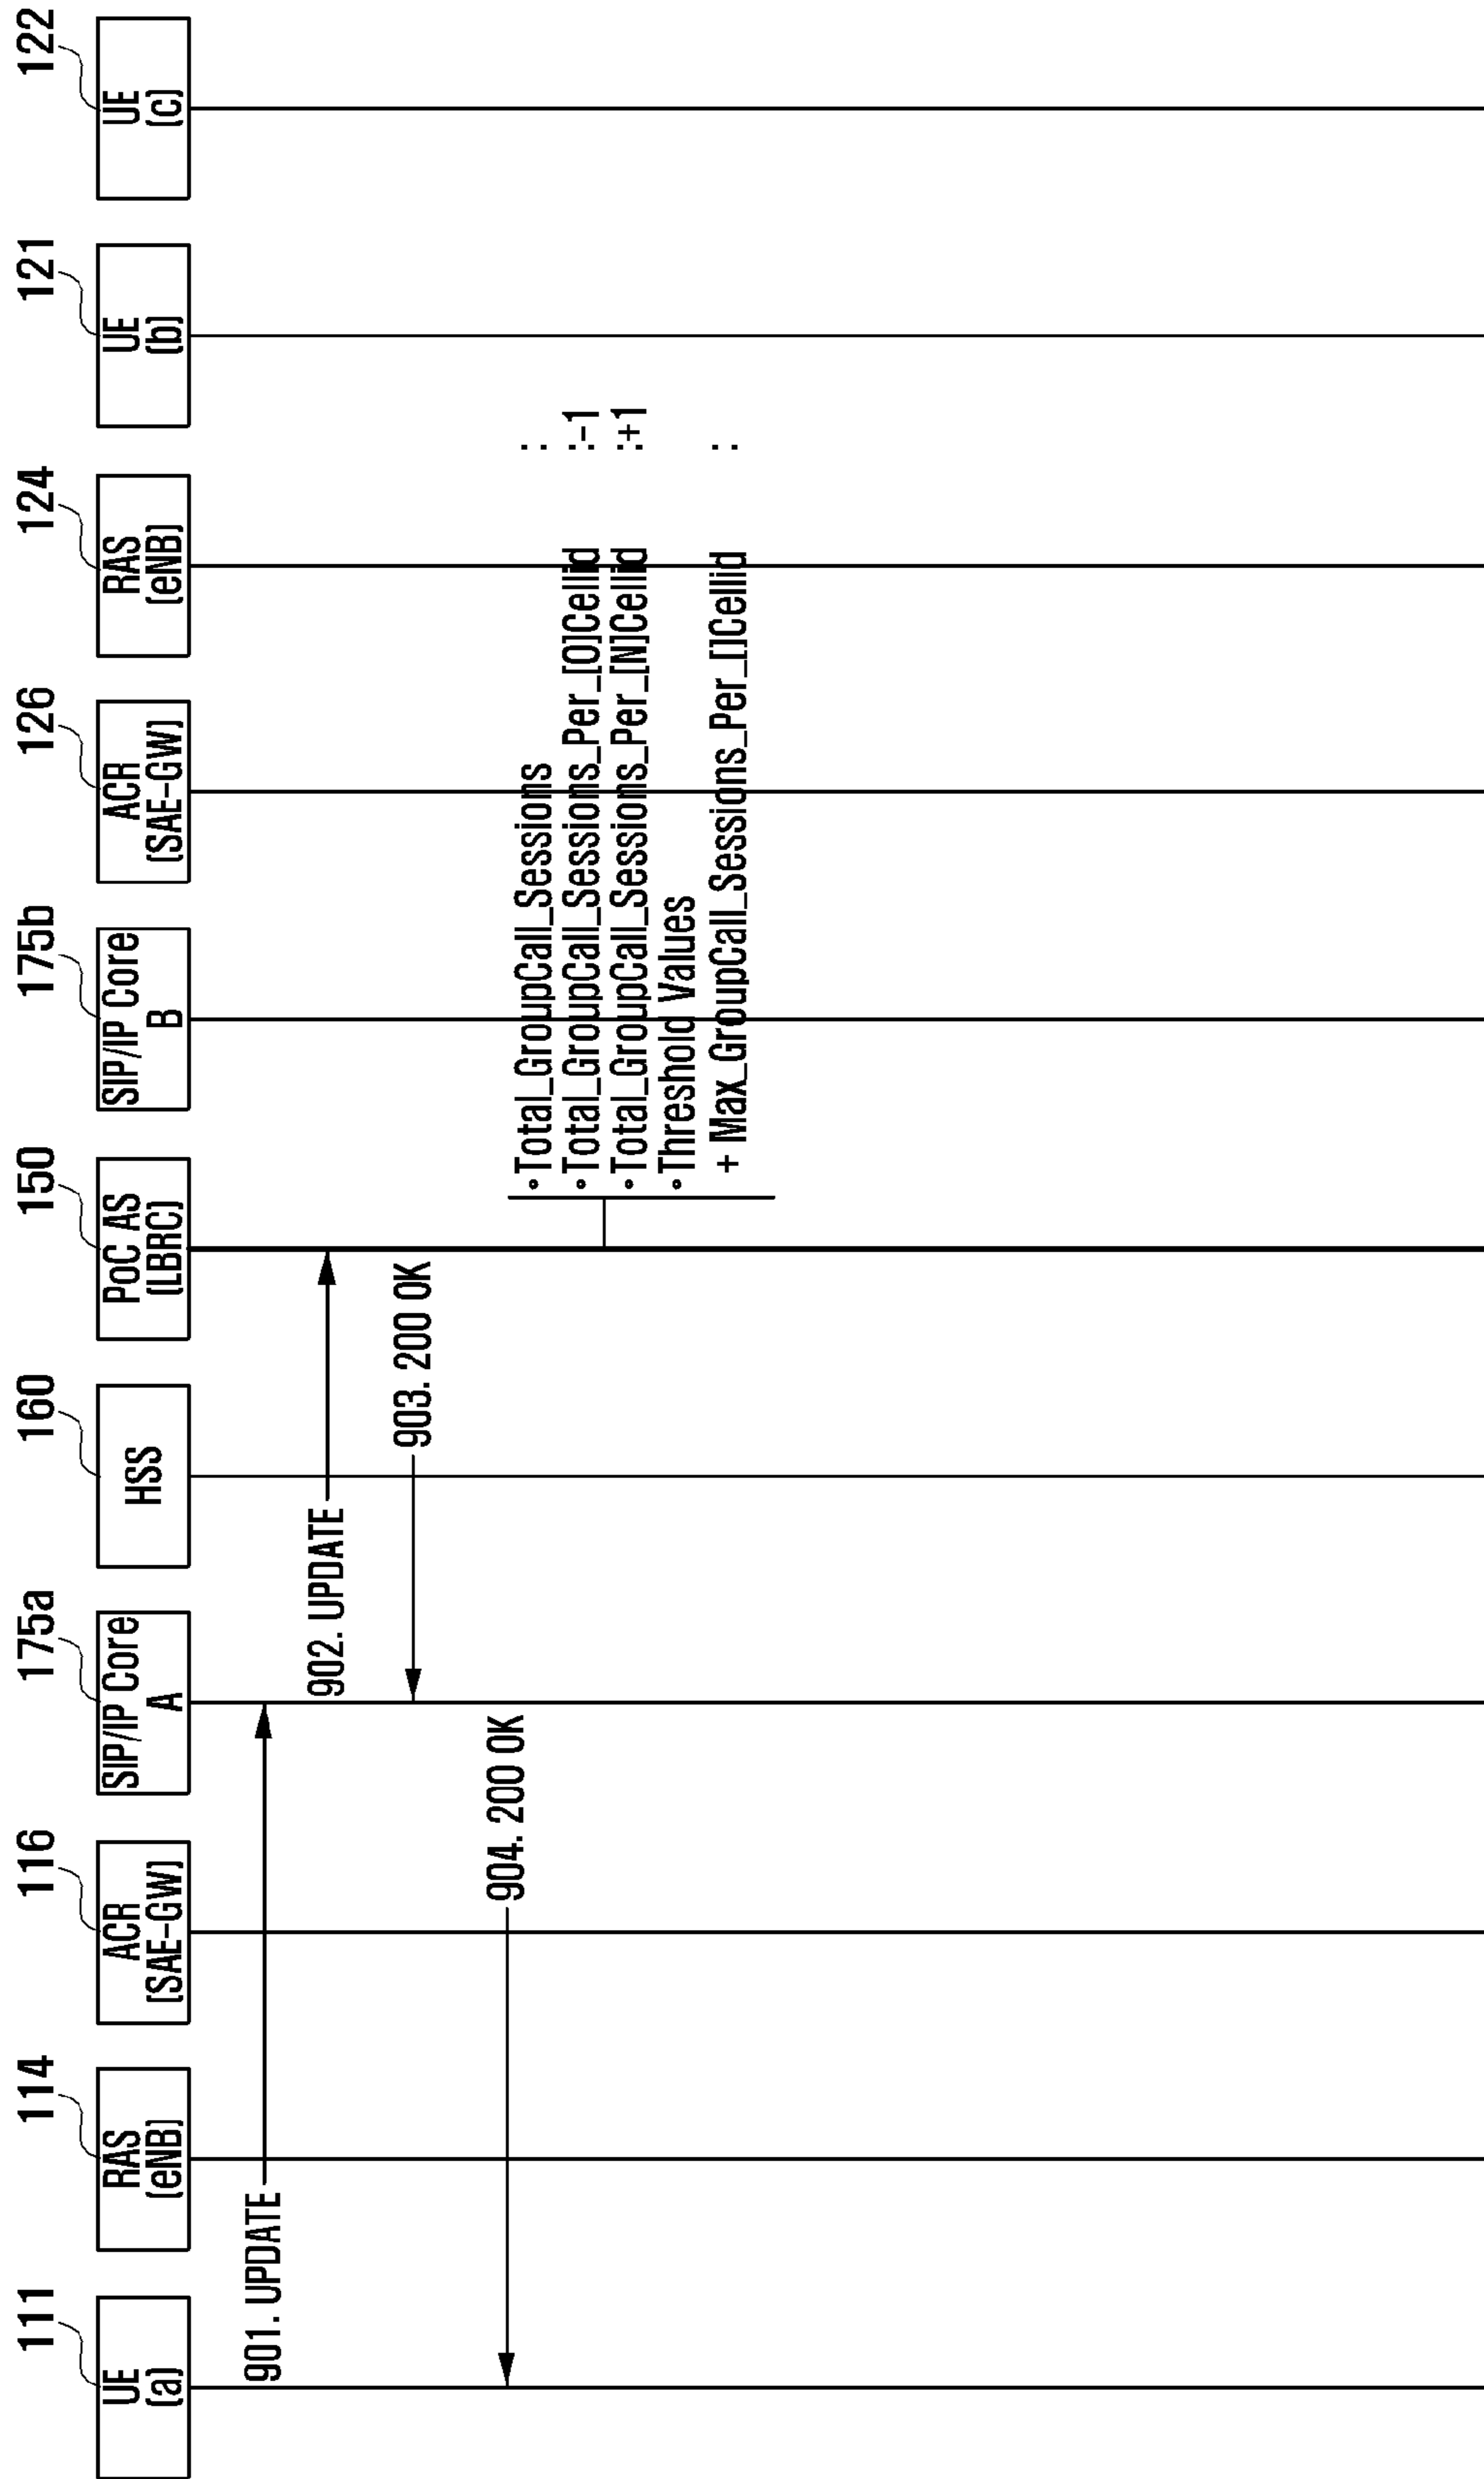 111
114
116
175a
160
150
175b
126
124
121
122
UE
(a)
RAS
(eNB)
ACR
(SAE-GW)
SIP/IP Core
A
HSS
PoC AS
(LBRC)
SIP/IP Core
B
ACR
(SAE-GW)
RAS
(eNB)
UE
(b)
UE
(c)
901. UPDATE
902. UPDATE
903. 200 OK
904. 200 OK
• Total_GroupCall_Sessions :
• Total_GroupCall_Sessions_Per_[O]Cellid :-1
• Total_GroupCall_Sessions_Per_[N]Cellid :+1
• Threshold Values
+ Max_GroupCall_Sessions_Per_[]Cellid :